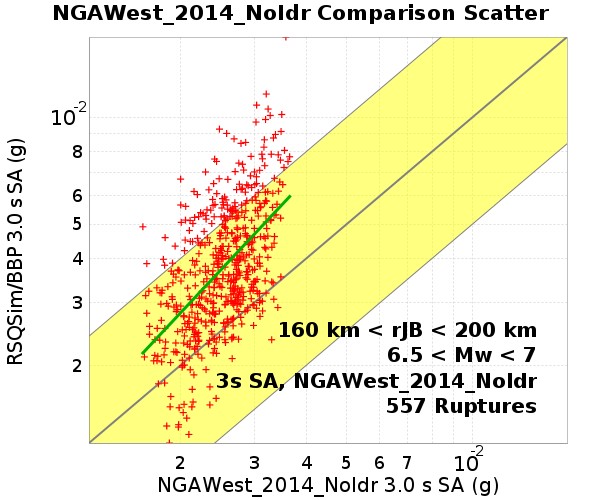 NGAWest_2014_NoIdr Comparison Scatter
RSQSim/BBP 3.0 s SA (g)
10-2
8
6
5
4
3
2
160 km < rJB < 200 km
6.5 < Mw < 7
3s SA, NGAWest_2014_NoIdr
557 Ruptures
2 3 4 5 6 7 10-2
NGAWest_2014_NoIdr 3.0 s SA (g)